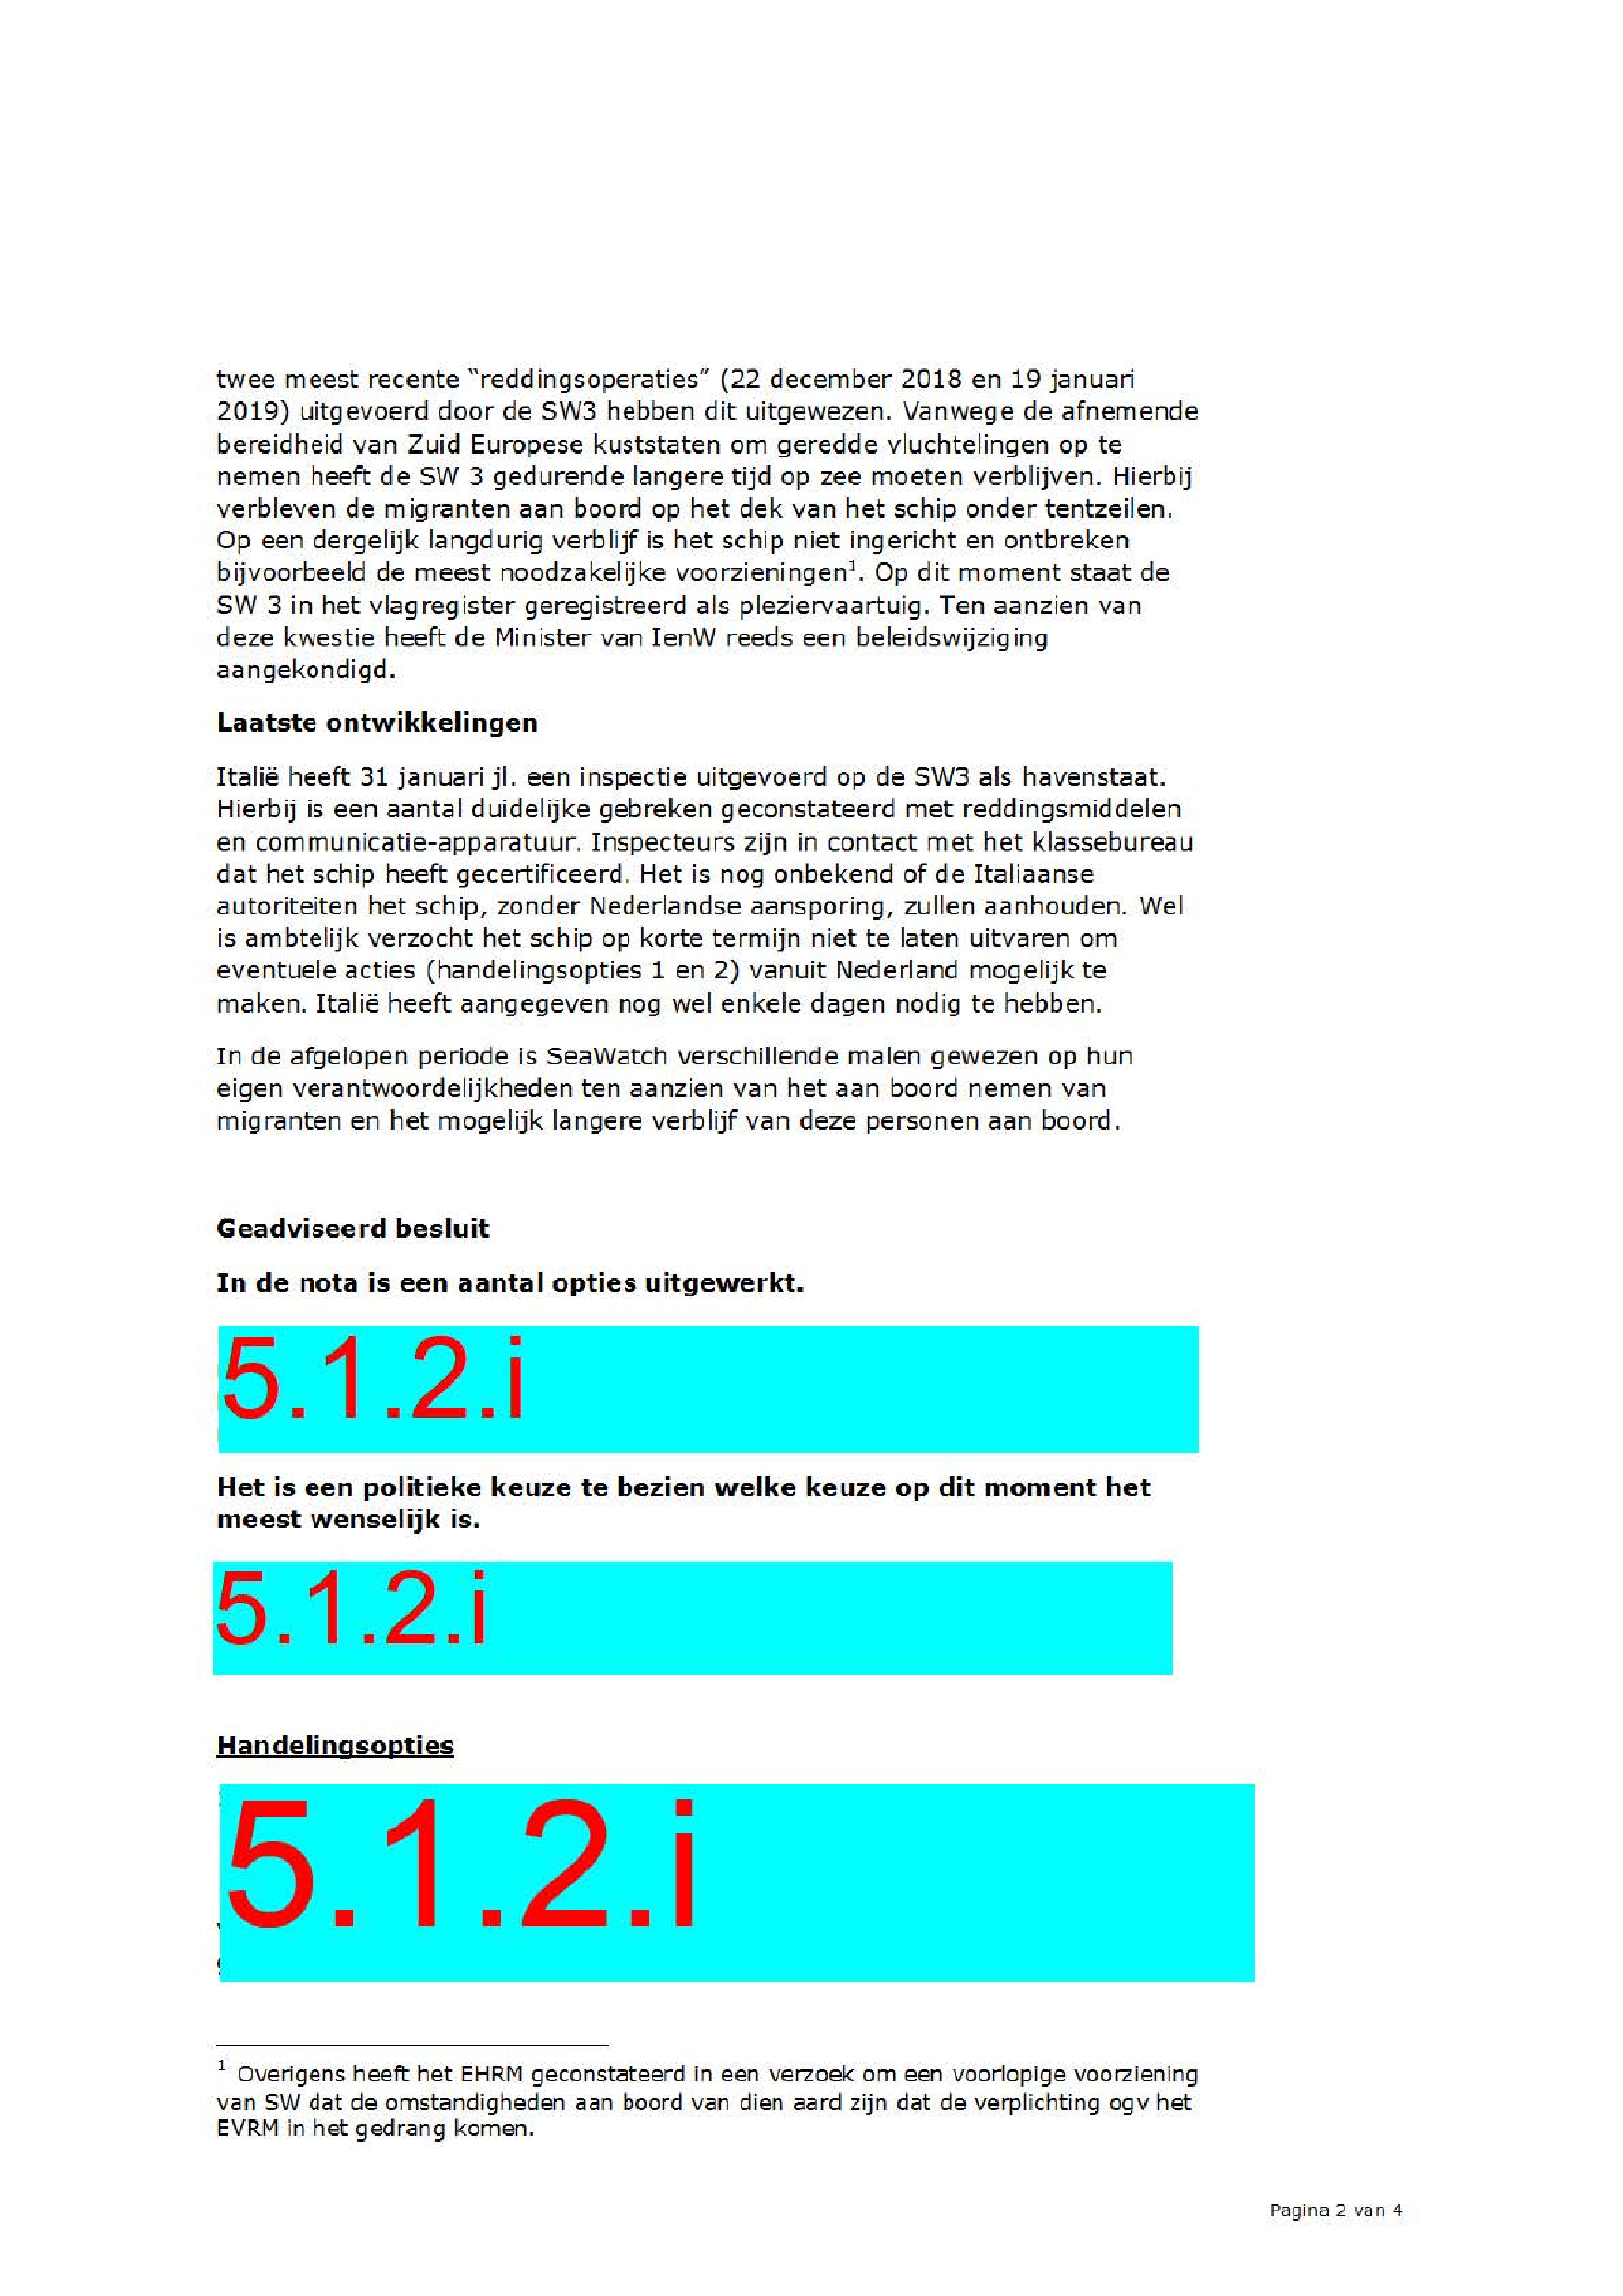 twee meest recente “reddingsoperaties” (22 december 2018 en 19 januari
2019) uitgevoerd door de SW3 hebben dit uitgewezen. Vanwege de afnemende
bereidheid van Zuid Europese kuststaten om geredde vluchtelingen op te
nemen heeft de SW 3 gedurende langere tijd op zee moeten verblijven. Hierbij
verbleven de migranten aan boord op het dek van het schip onder tentzeilen.
Op een dergelijk langdurig verblijf is het schip niet ingericht en ontbreken
bijvoorbeeld de meest noodzakelijke voorzieningen¹. Op dit moment staat de
SW 3 in het vlagregister geregistreerd als pleziervaartuig. Ten aanzien van
deze kwestie heeft de Minister van IenW reeds een beleidswijziging
aangekondigd.
Laatste ontwikkelingen
Italië heeft 31 januari jl. een inspectie uitgevoerd op de SW3 als havenstaat.
Hierbij is een aantal duidelijke gebreken geconstateerd met reddingsmiddelen
en communicatie-apparatuur. Inspecteurs zijn in contact met het klassebureau
dat het schip heeft gecertificeerd. Het is nog onbekend of de Italiaanse
autoriteiten het schip, zonder Nederlandse aansporing, zullen aanhouden. Wel
is ambtelijk verzocht het schip op korte termijn niet te laten uitvaren om
eventuele acties (handelingsopties 1 en 2) vanuit Nederland mogelijk te
maken. Italië heeft aangegeven nog wel enkele dagen nodig te hebben.
In de afgelopen periode is SeaWatch verschillende malen gewezen op hun
eigen verantwoordelijkheden ten aanzien van het aan boord nemen van
migranten en het mogelijk langere verblijf van deze personen aan boord.
Geadviseerd besluit
In de nota is een aantal opties uitgewerkt.
5.1.2.i
Het is een politieke keuze te bezien welke keuze op dit moment het
meest wenselijk is.
5.1.2.i
Handelingsopties
5.1.2.i
¹ Overigens heeft het EHRM geconstateerd in een verzoek om een voorlopige voorziening
van SW dat de omstandigheden aan boord van dien aard zijn dat de verplichting ogv het
EVRM in het gedrang komen.
Pagina 2 van 4